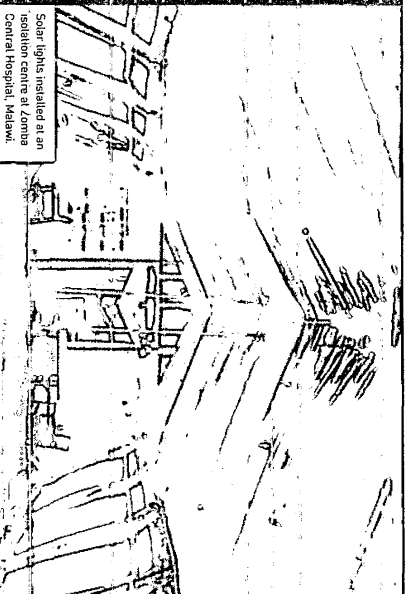 Solar lights installed at an
isolation centre at Zomba
Central Hospital, Malawi.